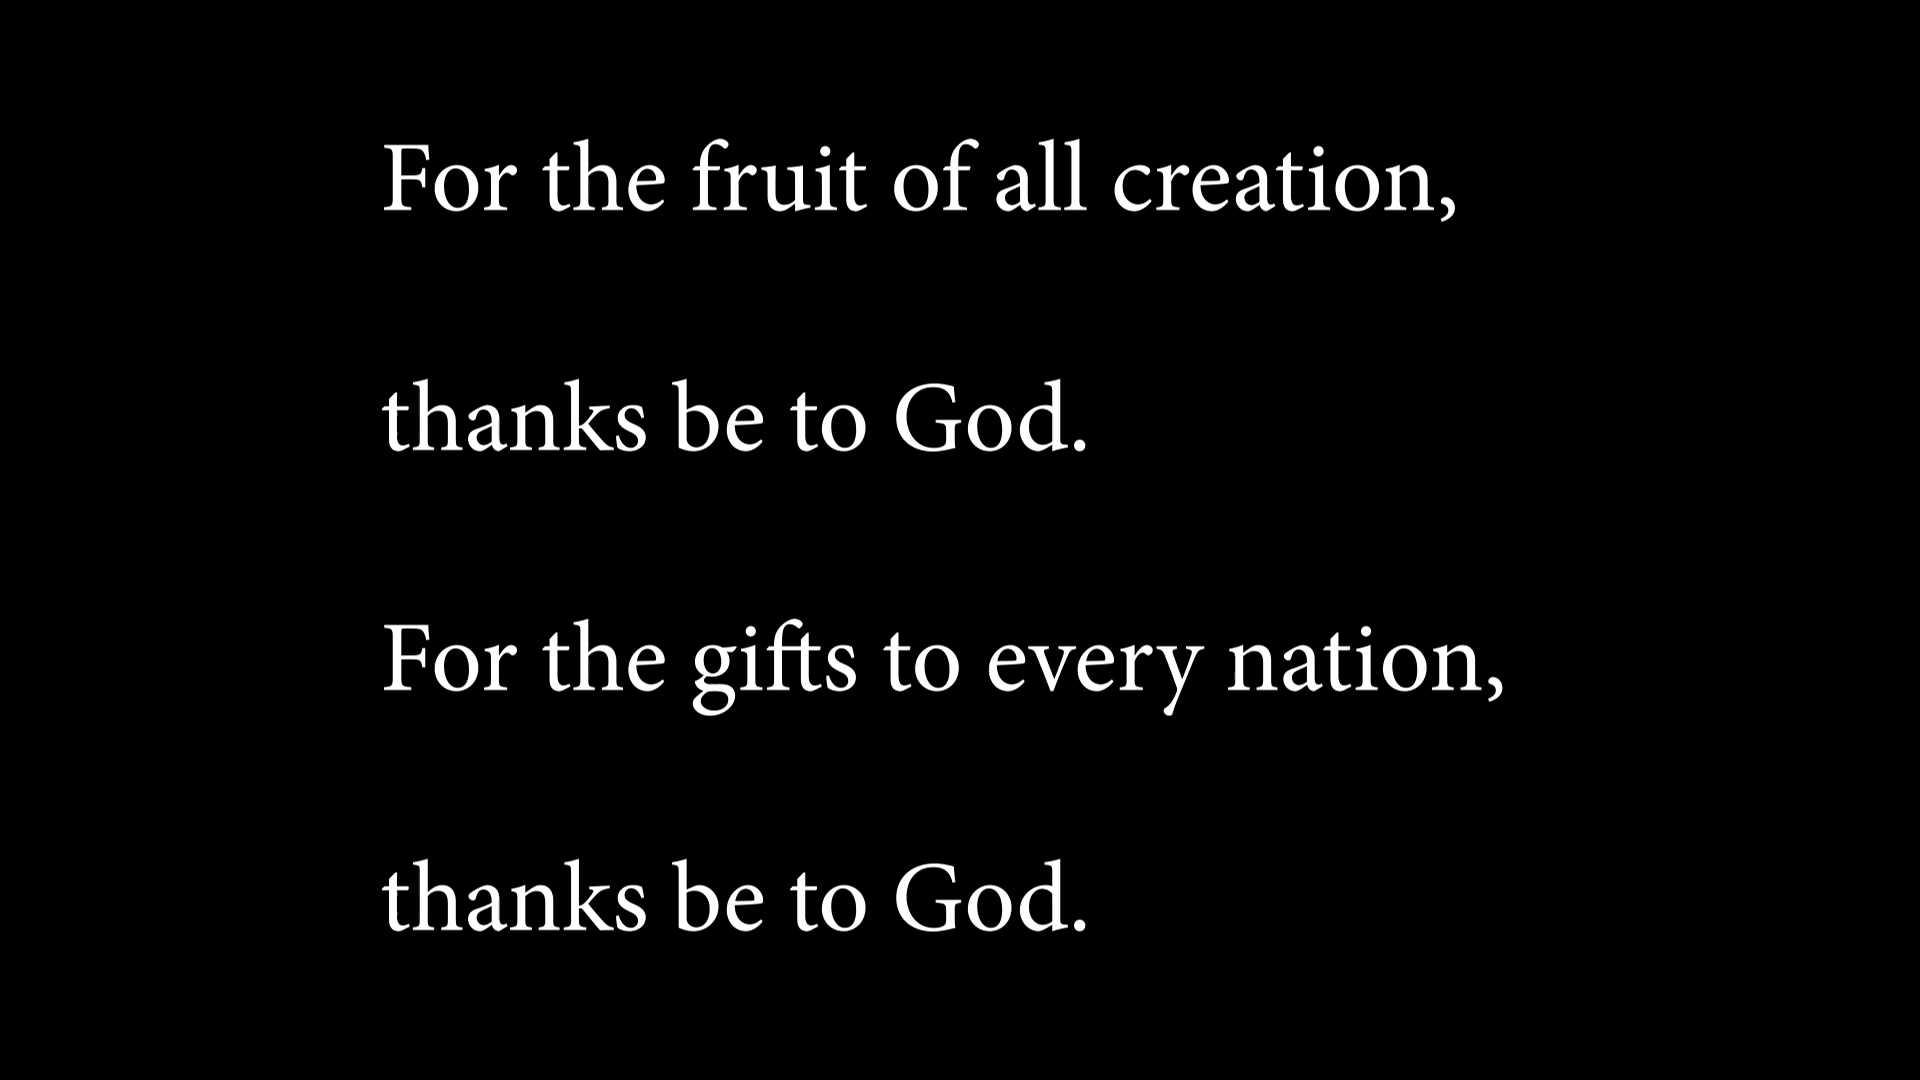 For the fruit of all creation,
thanks be to God.
For the gifts to every nation,
thanks be to God.